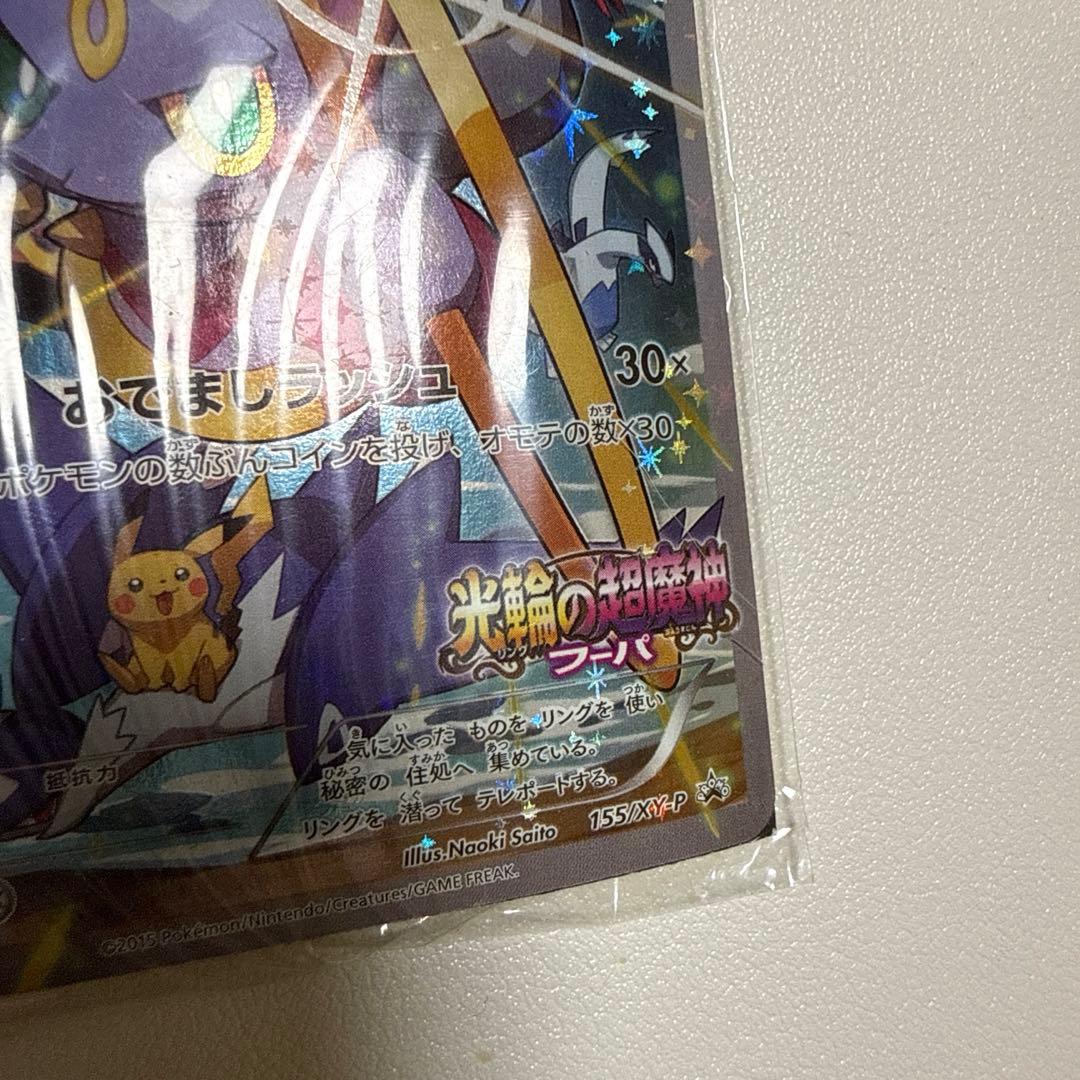 おでましラッシュ 30×
ポケモンの数ぶんコインを投げ、オモテの数×30
光輪の超魔神
リング
フーパ
抵抗力
気に入った ものを リングを 使い
秘密の 住処へ 集めている。
リングを 潜って テレポートする。
Illus.Naoki Saito 155/XY-P
©2015 Pokémon/Nintendo/Creatures/GAME FREAK.